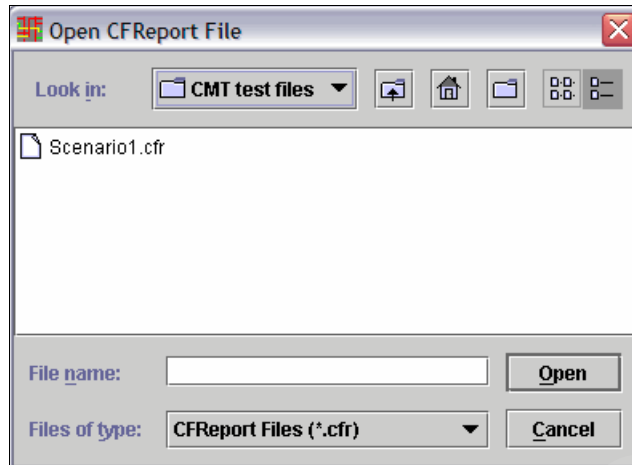 Open CFReport File
Look in: CMT test files
Scenario1.cfr
File name: Open
Files of type: CFReport Files (*.cfr) Cancel